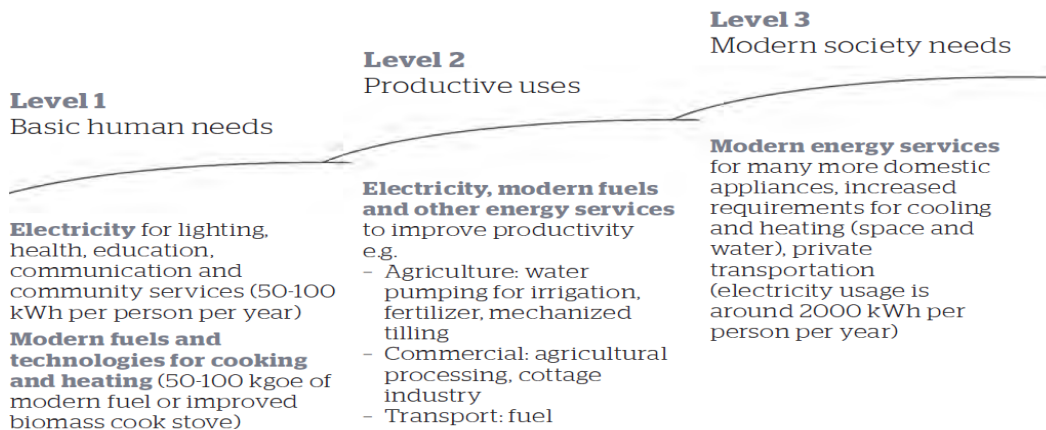 Level 1
Basic human needs
Electricity for lighting,
health, education,
communication and
community services (50-100
kWh per person per year)
Modern fuels and
technologies for cooking
and heating (50-100 kgoe of
modern fuel or improved
biomass cook stove)
Level 2
Productive uses
Electricity, modern fuels
and other energy services
to improve productivity
e.g.
- Agriculture: water
pumping for irrigation,
fertilizer, mechanized
tilling
- Commercial: agricultural
processing, cottage
industry
- Transport: fuel
Level 3
Modern society needs
Modern energy services
for many more domestic
appliances, increased
requirements for cooling
and heating (space and
water), private
transportation
(electricity usage is
around 2000 kWh per
person per year)